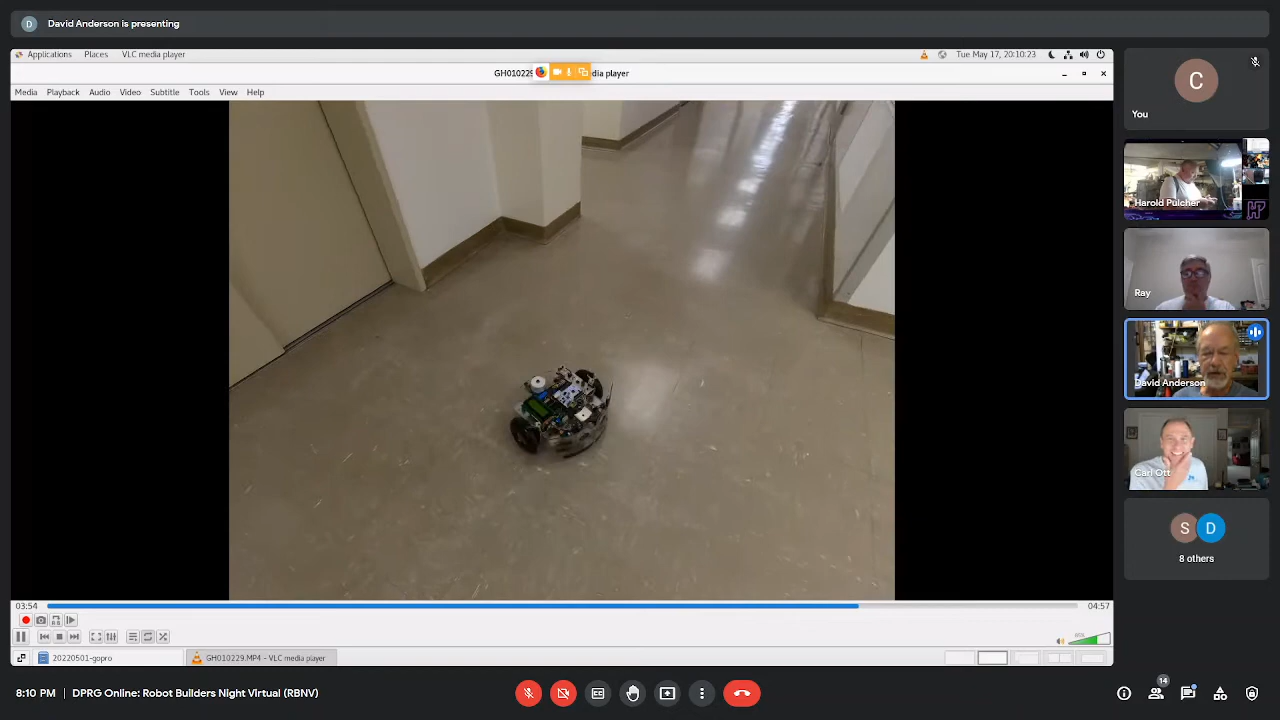 D David Anderson is presenting
Applications Places VLC media player
Tue May 17, 20:10:23
GH010229 dia player
Media Playback Audio Video Subtitle Tools View Help
C
You
Harold Pulcher
HP
Ray
David Anderson
Carl Ott
S D
8 others
03:54 04:57
20220501-gopro GH010229.MP4 - VLC media player
8:10 PM | DPRG Online: Robot Builders Night Virtual (RBNV)
14